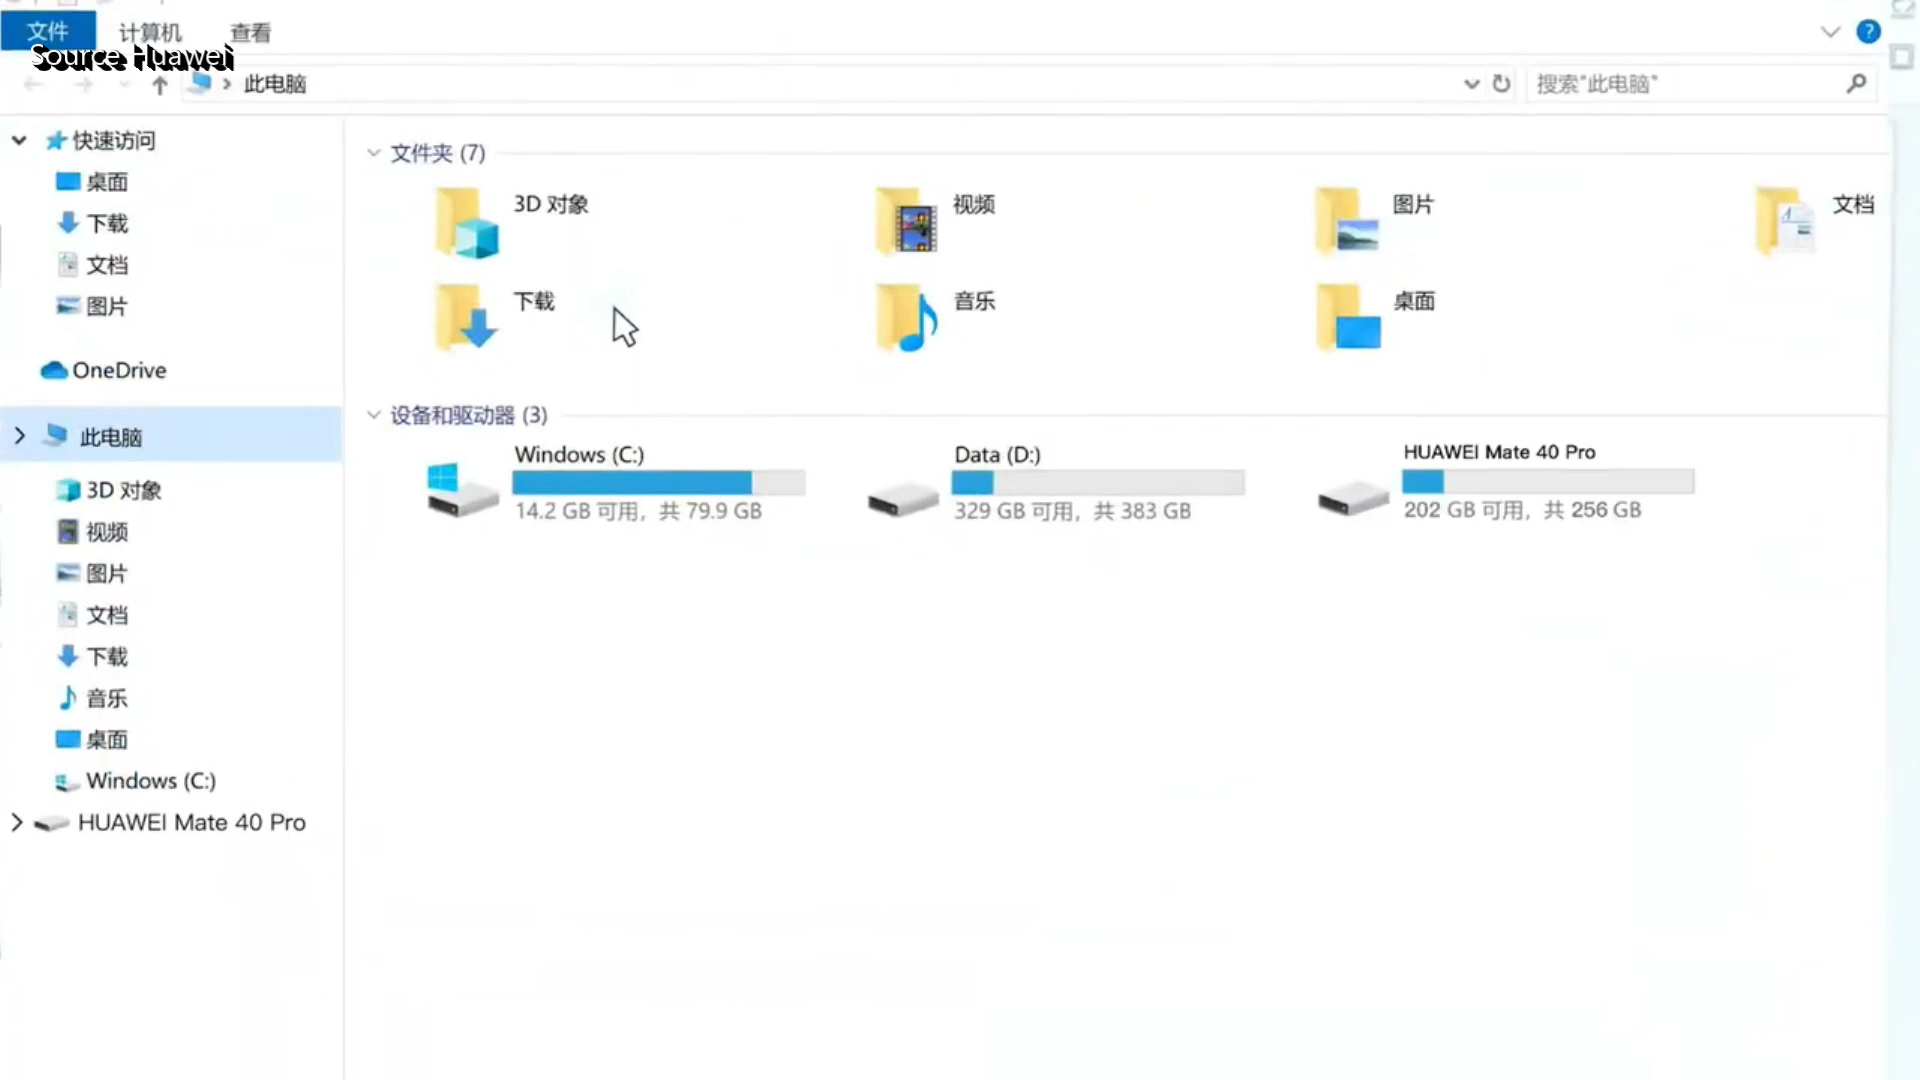 文件 计算机 查看
Source Huawei
此电脑 搜索"此电脑"
快速访问
桌面
下载
文档
图片
OneDrive
此电脑
3D 对象
视频
图片
文档
下载
音乐
桌面
Windows (C:)
HUAWEI Mate 40 Pro
文件夹 (7)
3D 对象 视频 图片 文档
下载 音乐 桌面
设备和驱动器 (3)
Windows (C:) Data (D:) HUAWEI Mate 40 Pro
14.2 GB 可用，共 79.9 GB 329 GB 可用，共 383 GB 202 GB 可用，共 256 GB